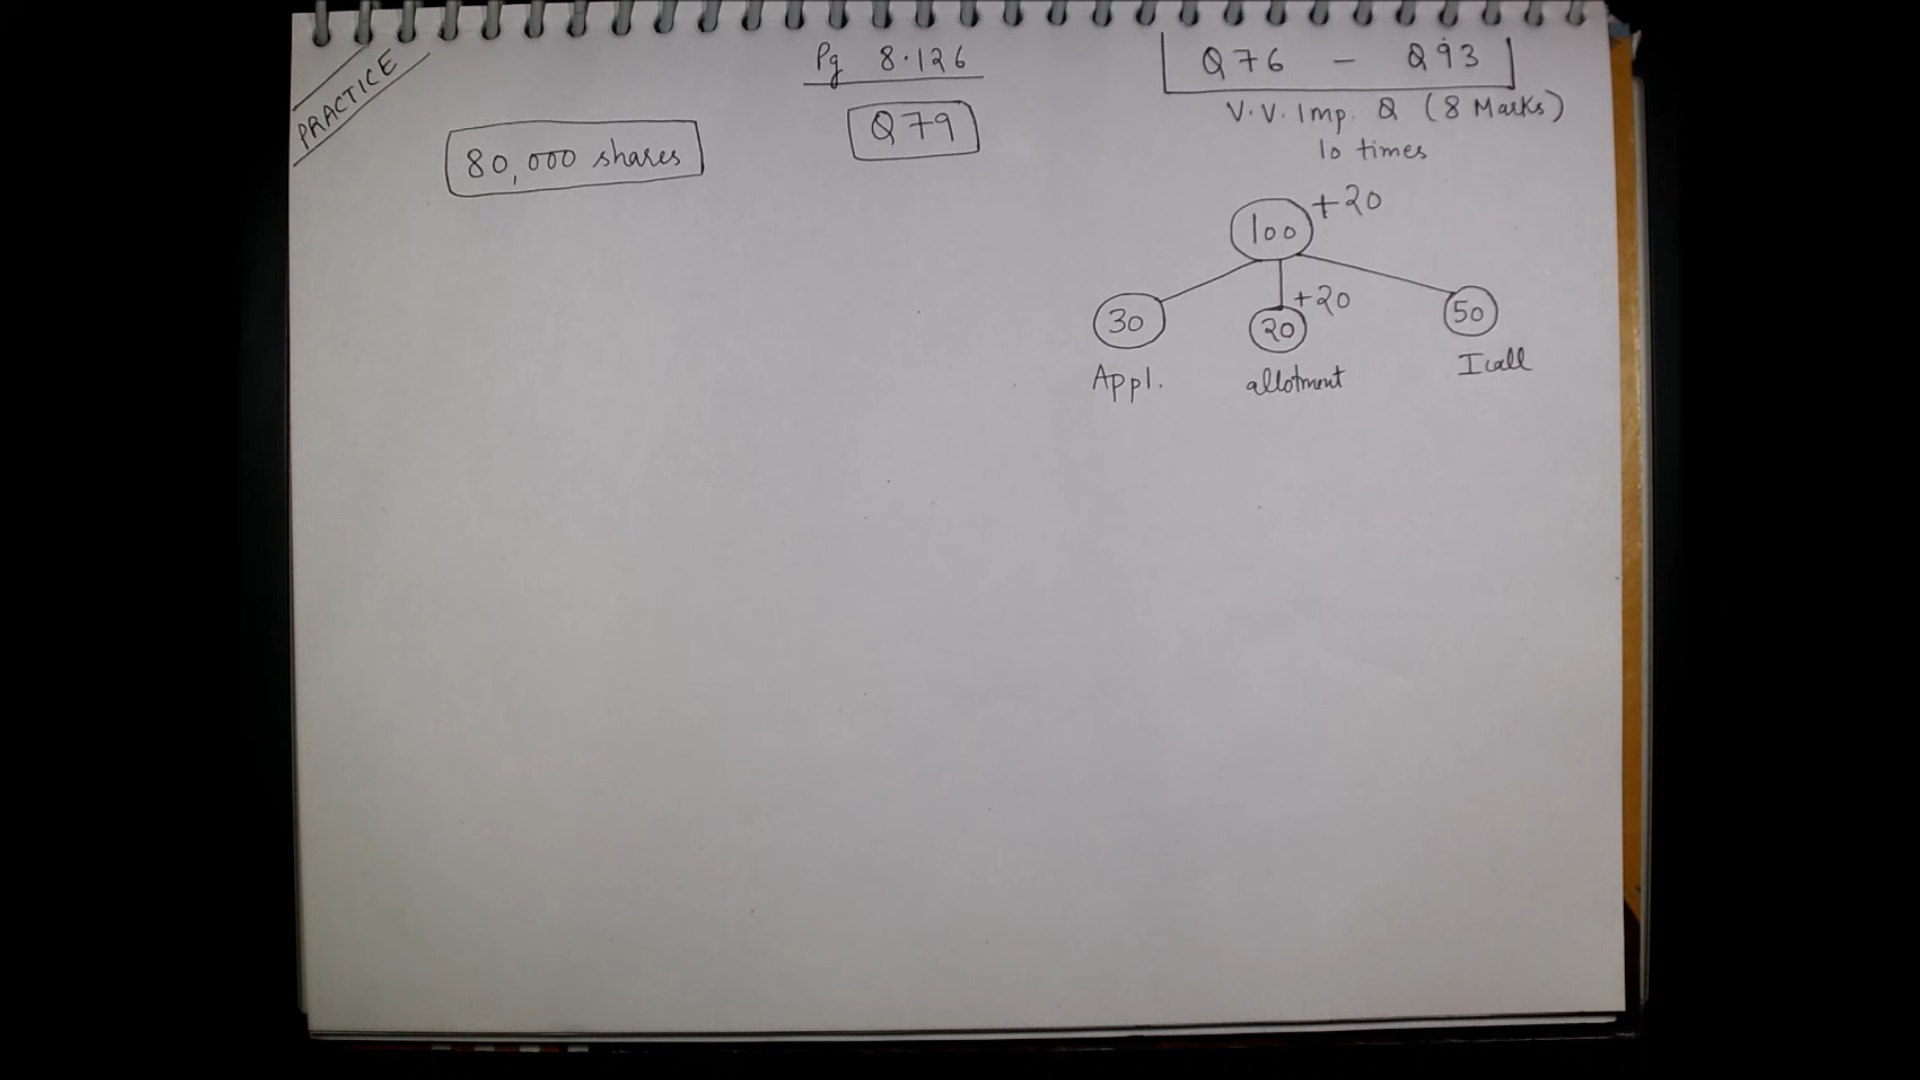 PRACTICE
Pg 8.126
Q76 - Q93
V.V. Imp. Q (8 Marks)
10 times
Q79
80,000 shares
100 +20
30
20 +20
50
Appl.
allotment
I call